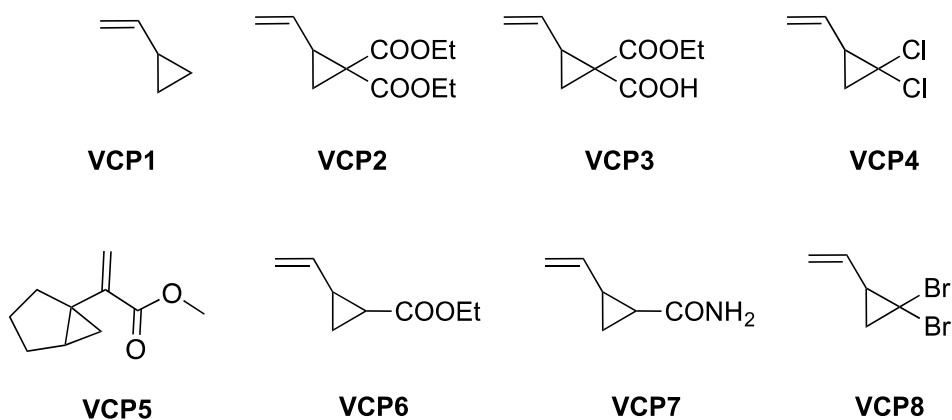 COOEt
COOEt
COOEt
COOH
Cl
Cl
VCP1 VCP2 VCP3 VCP4
O
O
COOEt
CONH₂
Br
Br
VCP5 VCP6 VCP7 VCP8